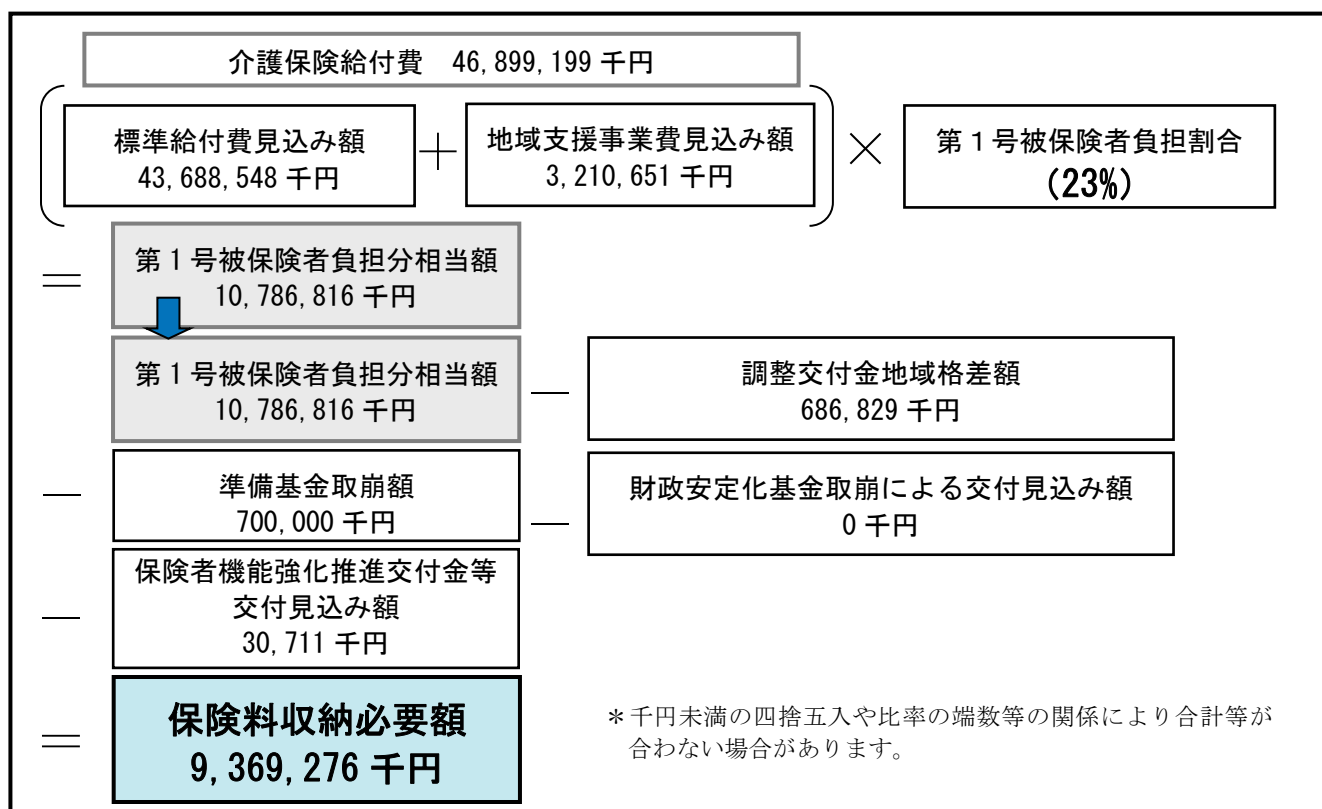 介護保険給付費　46,899,199 千円
標準給付費見込み額
43,688,548 千円
＋
地域支援事業費見込み額
3,210,651 千円
×
第１号被保険者負担割合
(23%)
＝
第１号被保険者負担分相当額
10,786,816 千円
第１号被保険者負担分相当額
10,786,816 千円
―
調整交付金地域格差額
686,829 千円
―
準備基金取崩額
700,000 千円
―
財政安定化基金取崩による交付見込み額
0 千円
―
保険者機能強化推進交付金等
交付見込み額
30,711 千円
＝
保険料収納必要額
9,369,276 千円
＊千円未満の四捨五入や比率の端数等の関係により合計等が
合わない場合があります。